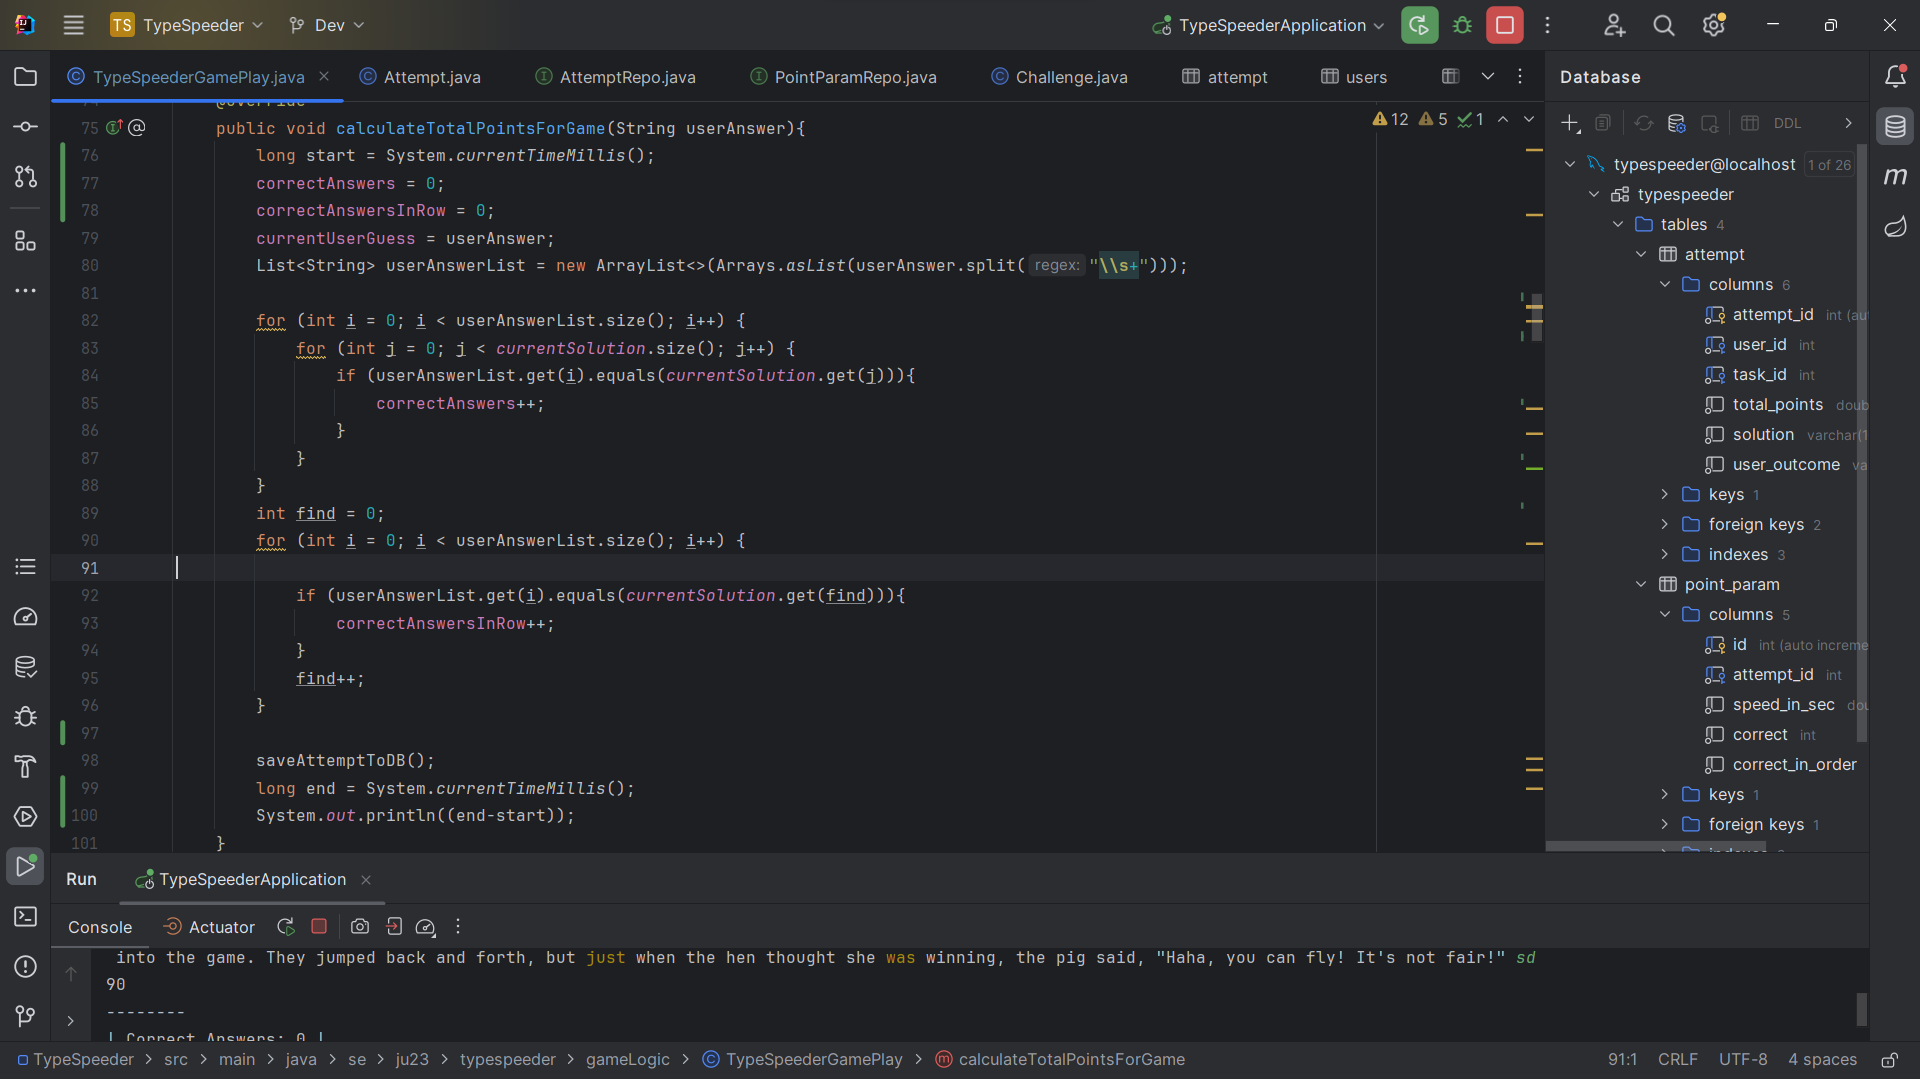 TS TypeSpeeder Dev TypeSpeederApplication
TypeSpeederGamePlay.java Attempt.java AttemptRepo.java PointParamRepo.java Challenge.java attempt users
12 5 1
75 public void calculateTotalPointsForGame(String userAnswer){
76 long start = System.currentTimeMillis();
77 correctAnswers = 0;
78 correctAnswersInRow = 0;
79 currentUserGuess = userAnswer;
80 List<String> userAnswerList = new ArrayList<>(Arrays.asList(userAnswer.split( regex: "\\s+")));
81
82 for (int i = 0; i < userAnswerList.size(); i++) {
83 for (int j = 0; j < currentSolution.size(); j++) {
84 if (userAnswerList.get(i).equals(currentSolution.get(j))){
85 correctAnswers++;
86 }
87 }
88 }
89 int find = 0;
90 for (int i = 0; i < userAnswerList.size(); i++) {
91
92 if (userAnswerList.get(i).equals(currentSolution.get(find))){
93 correctAnswersInRow++;
94 }
95 find++;
96 }
97
98 saveAttemptToDB();
99 long end = System.currentTimeMillis();
100 System.out.println((end-start));
101 }
Database
DDL
typespeeder@localhost 1 of 26
typespeeder
tables 4
attempt
columns 6
attempt_id int (au
user_id int
task_id int
total_points doub
solution varchar(1
user_outcome va
keys 1
foreign keys 2
indexes 3
point_param
columns 5
id int (auto increme
attempt_id int
speed_in_sec dou
correct int
correct_in_order
keys 1
foreign keys 1
Run TypeSpeederApplication
Console Actuator
into the game. They jumped back and forth, but just when the hen thought she was winning, the pig said, "Haha, you can fly! It's not fair!" sd
90
--------
| Correct Answers: 0 |
TypeSpeeder > src > main > java > se > ju23 > typespeeder > gameLogic > TypeSpeederGamePlay > calculateTotalPointsForGame
91:1 CRLF UTF-8 4 spaces